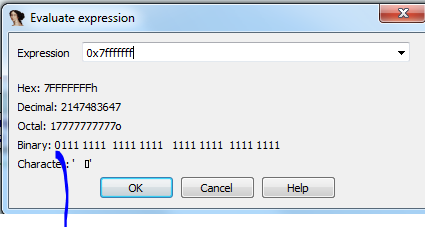 Evaluate expression
Expression 0x7fffffff
Hex: 7FFFFFFFh
Decimal: 2147483647
Octal: 17777777777o
Binary: 0111 1111 1111 1111 1111 1111 1111 1111
Character: '
OK Cancel Help